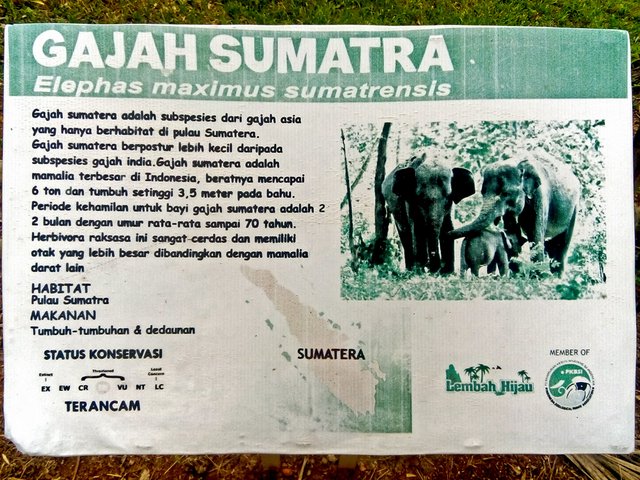 GAJAH SUMATRA
Elephas maximus sumatrensis
Gajah sumatera adalah subspesies dari gajah asia
yang hanya berhabitat di pulau Sumatera.
Gajah sumatera berpostur lebih kecil daripada
subspesies gajah india.Gajah sumatera adalah
mamalia terbesar di Indonesia, beratnya mencapai
6 ton dan tumbuh setinggi 3,5 meter pada bahu.
Periode kehamilan untuk bayi gajah sumatera adalah 2
2 bulan dengan umur rata-rata sampai 70 tahun.
Herbivora raksasa ini sangat cerdas dan memiliki
otak yang lebih besar dibandingkan dengan mamalia
darat lain
HABITAT
Pulau Sumatra
MAKANAN
Tumbuh-tumbuhan & dedaunan
STATUS KONSERVASI
Extinct Threatened Least Concern
EX EW CR VU NT LC
TERANCAM
SUMATERA
Lembah Hijau
MEMBER OF
PKBSI